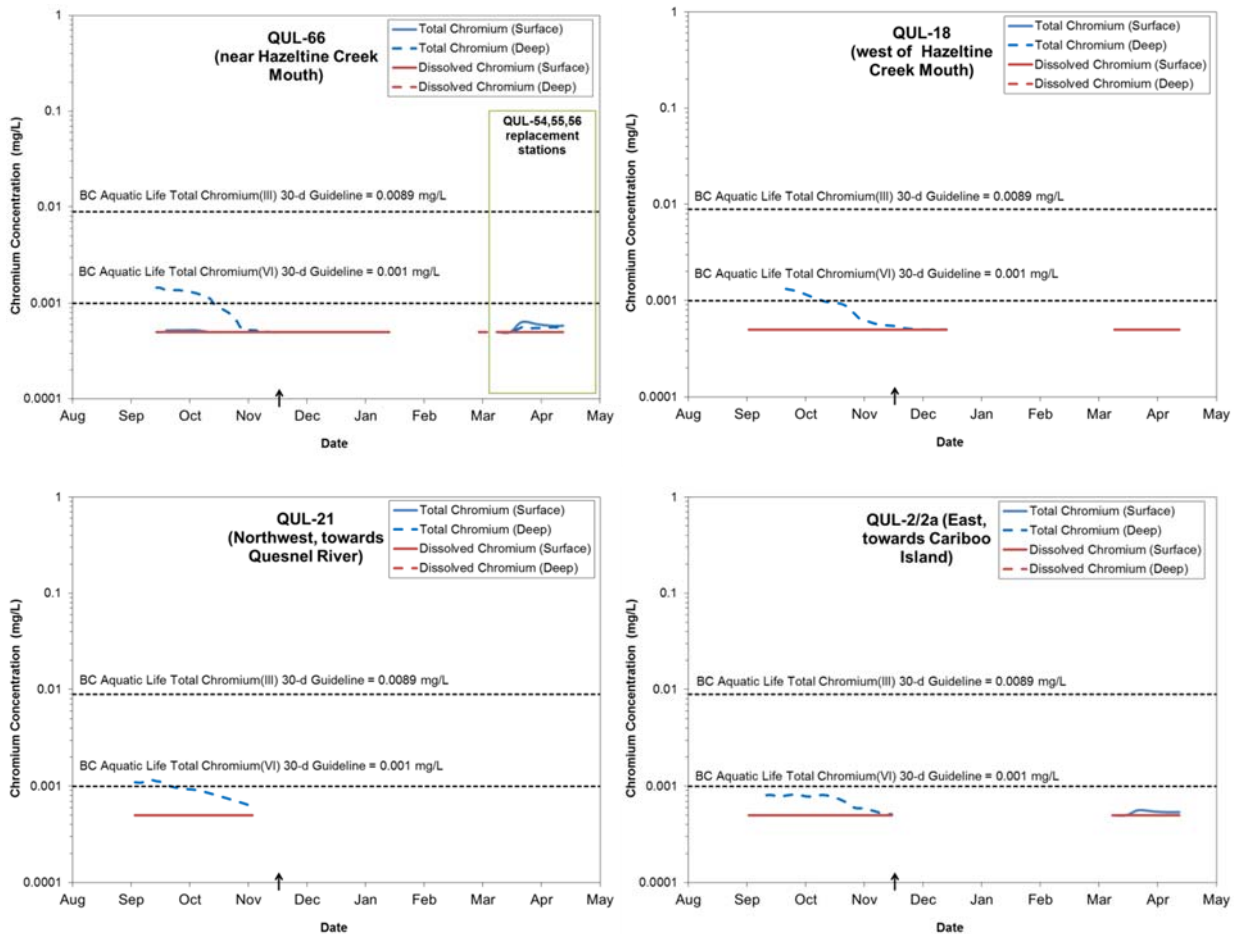 QUL-66
(near Hazeltine Creek
Mouth)
Total Chromium (Surface)
Total Chromium (Deep)
Dissolved Chromium (Surface)
Dissolved Chromium (Deep)
QUL-54,55,56
replacement
stations
BC Aquatic Life Total Chromium(III) 30-d Guideline = 0.0089 mg/L
BC Aquatic Life Total Chromium(VI) 30-d Guideline = 0.001 mg/L
Chromium Concentration (mg/L)
1
0.1
0.01
0.001
0.0001
Aug Sep Oct Nov Dec Jan Feb Mar Apr May
Date
QUL-18
(west of Hazeltine
Creek Mouth)
Total Chromium (Surface)
Total Chromium (Deep)
Dissolved Chromium (Surface)
Dissolved Chromium (Deep)
BC Aquatic Life Total Chromium(III) 30-d Guideline = 0.0089 mg/L
BC Aquatic Life Total Chromium(VI) 30-d Guideline = 0.001 mg/L
Chromium Concentration (mg/L)
1
0.1
0.01
0.001
0.0001
Aug Sep Oct Nov Dec Jan Feb Mar Apr May
Date
QUL-21
(Northwest, towards
Quesnel River)
Total Chromium (Surface)
Total Chromium (Deep)
Dissolved Chromium (Surface)
Dissolved Chromium (Deep)
BC Aquatic Life Total Chromium(III) 30-d Guideline = 0.0089 mg/L
BC Aquatic Life Total Chromium(VI) 30-d Guideline = 0.001 mg/L
Chromium Concentration (mg/L)
1
0.1
0.01
0.001
0.0001
Aug Sep Oct Nov Dec Jan Feb Mar Apr May
Date
QUL-2/2a (East,
towards Cariboo
Island)
Total Chromium (Surface)
Total Chromium (Deep)
Dissolved Chromium (Surface)
Dissolved Chromium (Deep)
BC Aquatic Life Total Chromium(III) 30-d Guideline = 0.0089 mg/L
BC Aquatic Life Total Chromium(VI) 30-d Guideline = 0.001 mg/L
Chromium Concentration (mg/L)
1
0.1
0.01
0.001
0.0001
Aug Sep Oct Nov Dec Jan Feb Mar Apr May
Date